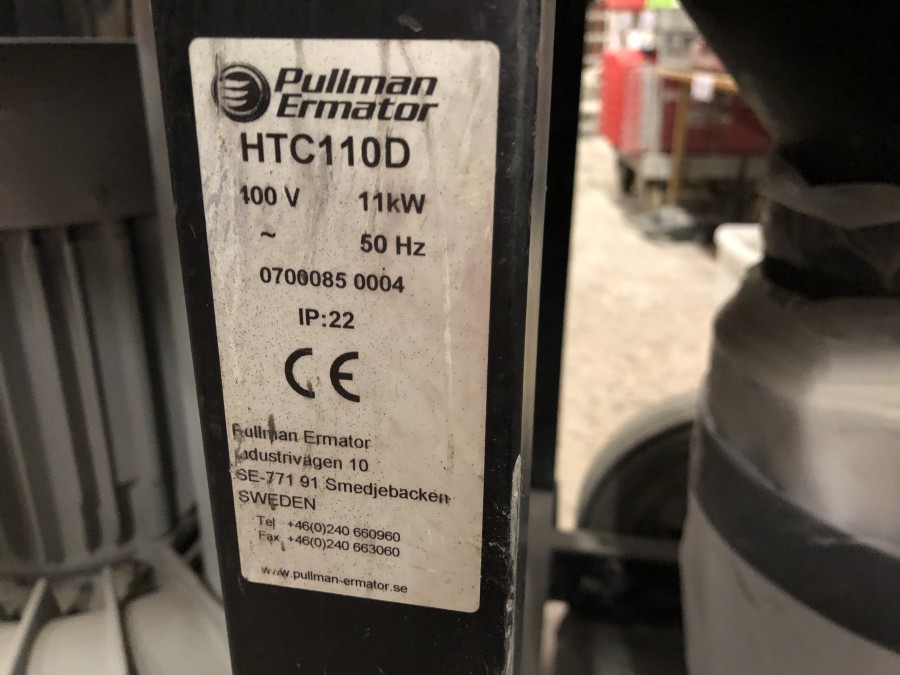 Pullman
Ermator
HTC110D
400 V 11kW
~ 50 Hz
0700085 0004
IP:22
CE
Pullman Ermator
Industrivägen 10
SE-771 91 Smedjebacken
SWEDEN
Tel +46(0)240 660960
Fax +46(0)240 663060
www.pullman-ermator.se